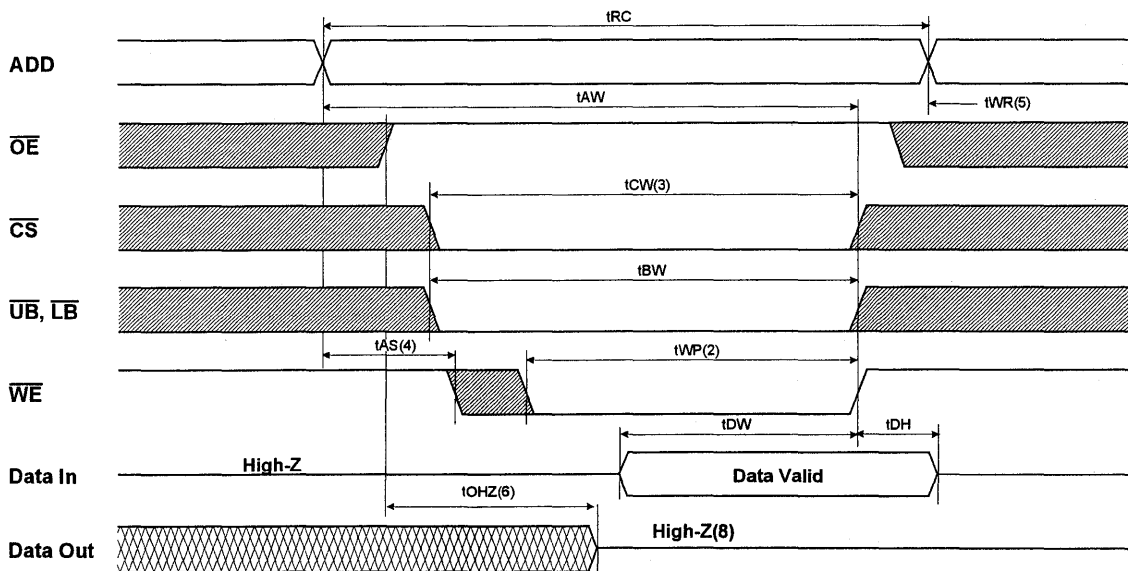 tRC
ADD
tAW
tWR(5)
OE
tCW(3)
CS
tBW
UB, LB
tAS(4)
tWP(2)
WE
tDW
tDH
High-Z
Data In
Data Valid
tOHZ(6)
High-Z(8)
Data Out